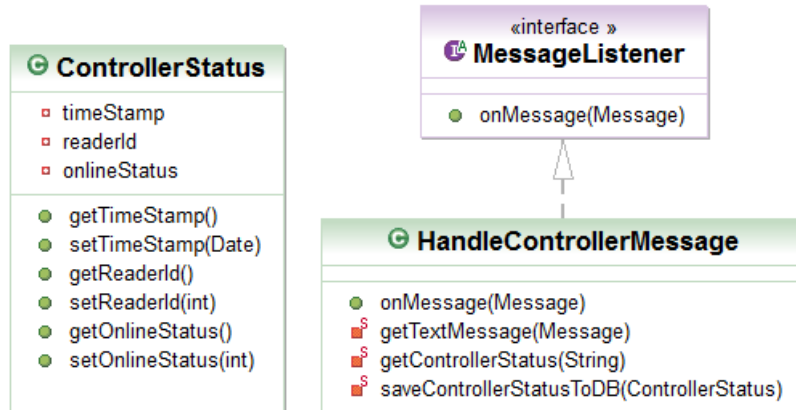 ControllerStatus
timeStamp
readerId
onlineStatus
getTimeStamp()
setTimeStamp(Date)
getReaderId()
setReaderId(int)
getOnlineStatus()
setOnlineStatus(int)
«interface »
MessageListener
onMessage(Message)
HandleControllerMessage
onMessage(Message)
getTextMessage(Message)
getControllerStatus(String)
saveControllerStatusToDB(ControllerStatus)